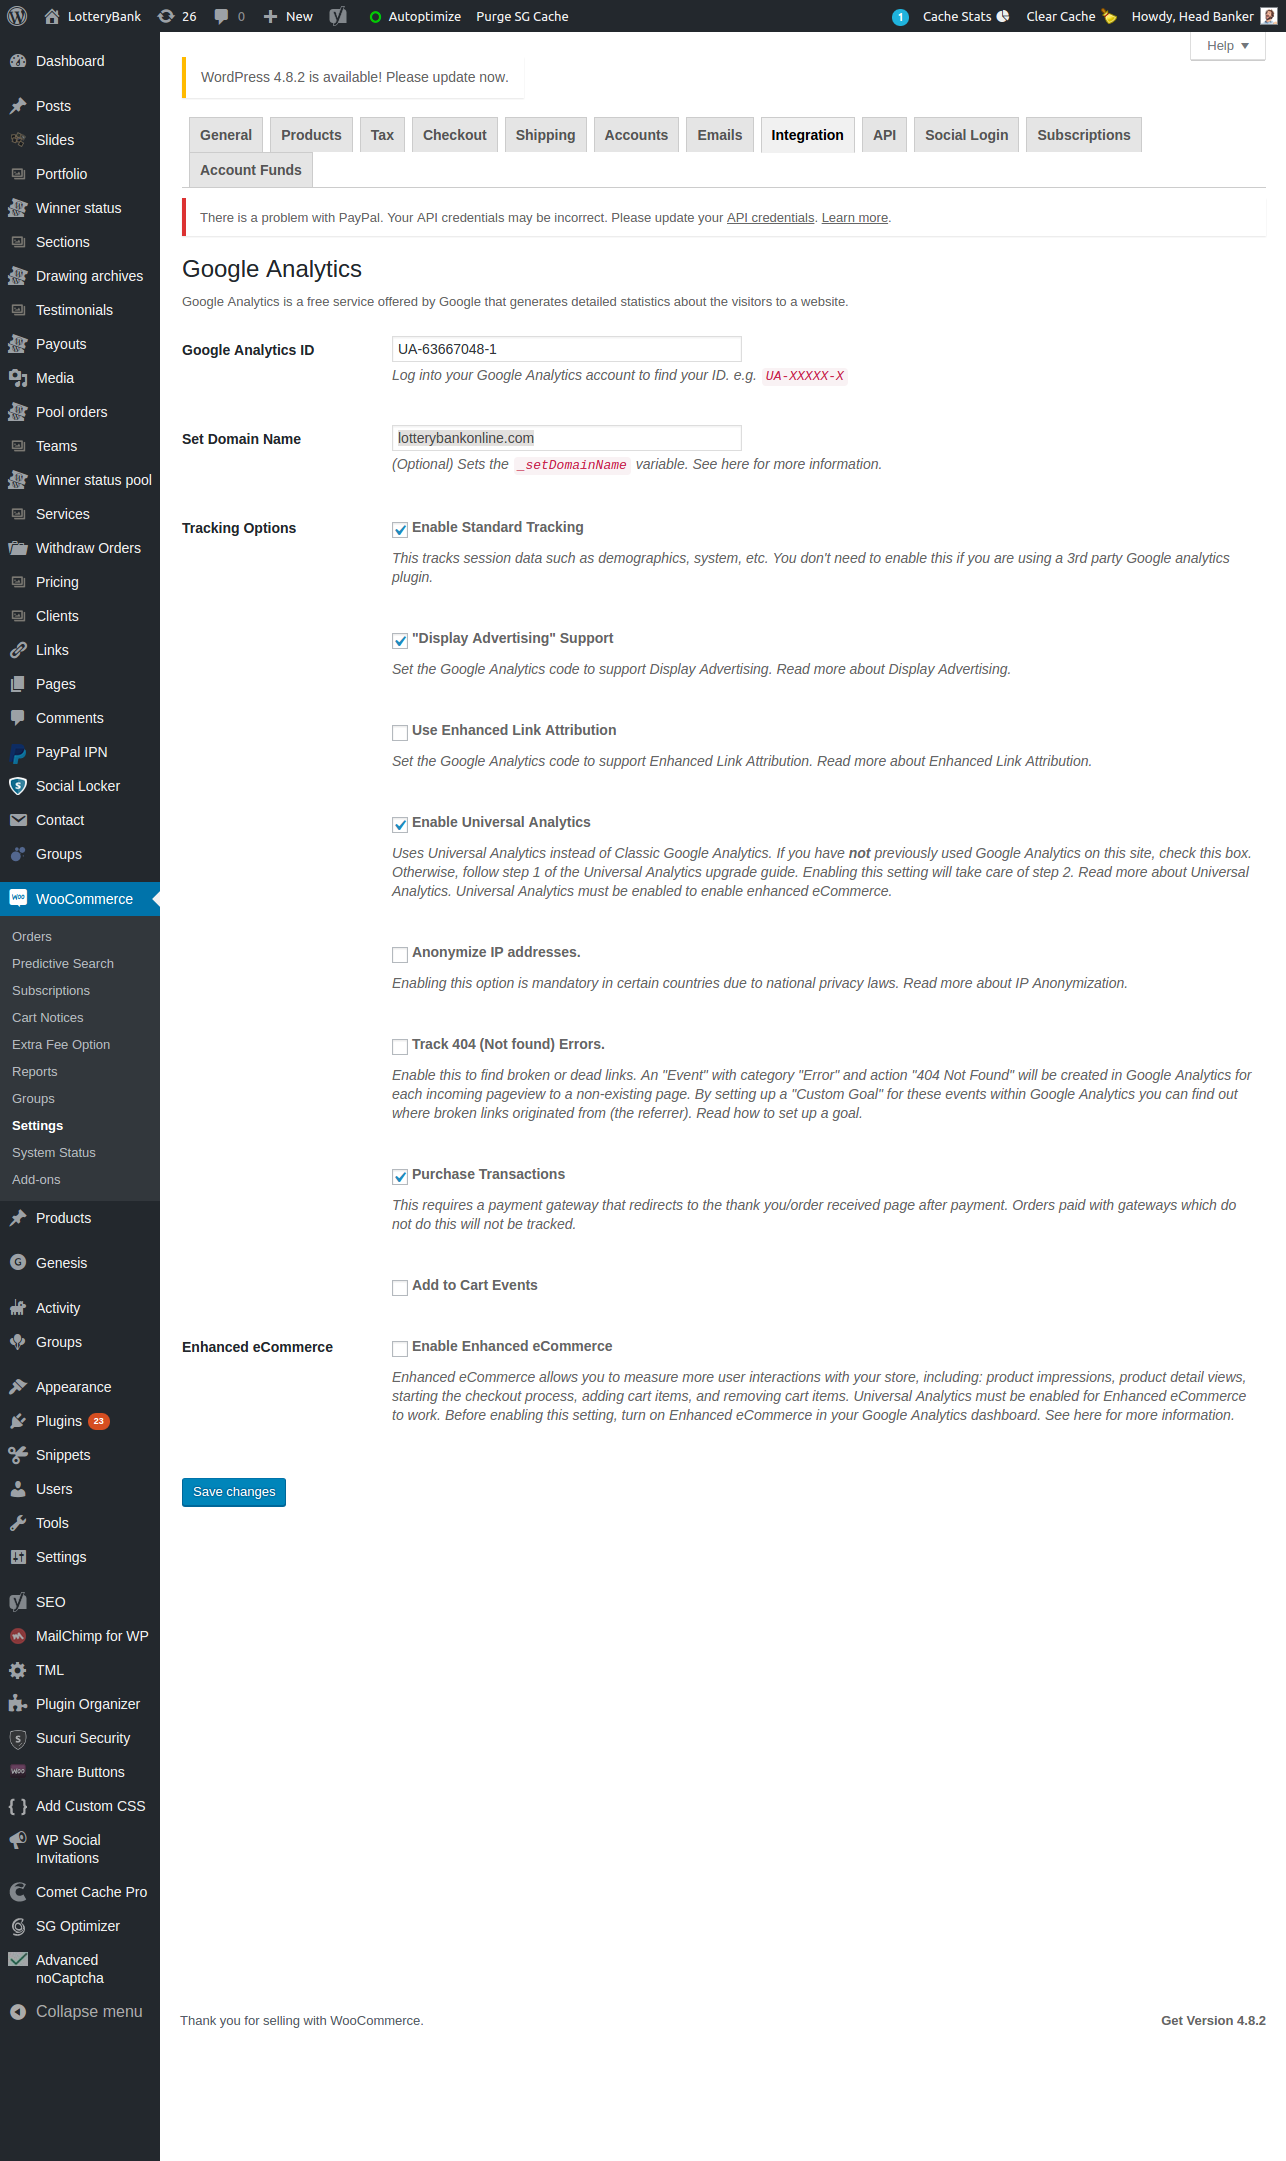 LotteryBank 26 0 New Autoptimize Purge SG Cache 1 Cache Stats Clear Cache Howdy, Head Banker
Help
WordPress 4.8.2 is available! Please update now.
General Products Tax Checkout Shipping Accounts Emails Integration API Social Login Subscriptions
Account Funds
There is a problem with PayPal. Your API credentials may be incorrect. Please update your API credentials. Learn more.
Google Analytics
Google Analytics is a free service offered by Google that generates detailed statistics about the visitors to a website.
Google Analytics ID
UA-63667048-1
Log into your Google Analytics account to find your ID. e.g. UA-XXXXX-X
Set Domain Name
lotterybankonline.com
(Optional) Sets the _setDomainName variable. See here for more information.
Tracking Options
Enable Standard Tracking
This tracks session data such as demographics, system, etc. You don't need to enable this if you are using a 3rd party Google analytics
plugin.
"Display Advertising" Support
Set the Google Analytics code to support Display Advertising. Read more about Display Advertising.
Use Enhanced Link Attribution
Set the Google Analytics code to support Enhanced Link Attribution. Read more about Enhanced Link Attribution.
Enable Universal Analytics
Uses Universal Analytics instead of Classic Google Analytics. If you have not previously used Google Analytics on this site, check this box.
Otherwise, follow step 1 of the Universal Analytics upgrade guide. Enabling this setting will take care of step 2. Read more about Universal
Analytics. Universal Analytics must be enabled to enable enhanced eCommerce.
Anonymize IP addresses.
Enabling this option is mandatory in certain countries due to national privacy laws. Read more about IP Anonymization.
Track 404 (Not found) Errors.
Enable this to find broken or dead links. An "Event" with category "Error" and action "404 Not Found" will be created in Google Analytics for
each incoming pageview to a non-existing page. By setting up a "Custom Goal" for these events within Google Analytics you can find out
where broken links originated from (the referrer). Read how to set up a goal.
Purchase Transactions
This requires a payment gateway that redirects to the thank you/order received page after payment. Orders paid with gateways which do
not do this will not be tracked.
Add to Cart Events
Enhanced eCommerce
Enable Enhanced eCommerce
Enhanced eCommerce allows you to measure more user interactions with your store, including: product impressions, product detail views,
starting the checkout process, adding cart items, and removing cart items. Universal Analytics must be enabled for Enhanced eCommerce
to work. Before enabling this setting, turn on Enhanced eCommerce in your Google Analytics dashboard. See here for more information.
Save changes
Thank you for selling with WooCommerce.
Get Version 4.8.2
Dashboard
Posts
Slides
Portfolio
Winner status
Sections
Drawing archives
Testimonials
Payouts
Media
Pool orders
Teams
Winner status pool
Services
Withdraw Orders
Pricing
Clients
Links
Pages
Comments
PayPal IPN
Social Locker
Contact
Groups
WooCommerce
Orders
Predictive Search
Subscriptions
Cart Notices
Extra Fee Option
Reports
Groups
Settings
System Status
Add-ons
Products
Genesis
Activity
Groups
Appearance
Plugins 23
Snippets
Users
Tools
Settings
SEO
MailChimp for WP
TML
Plugin Organizer
Sucuri Security
Share Buttons
Add Custom CSS
WP Social
Invitations
Comet Cache Pro
SG Optimizer
Advanced
noCaptcha
Collapse menu